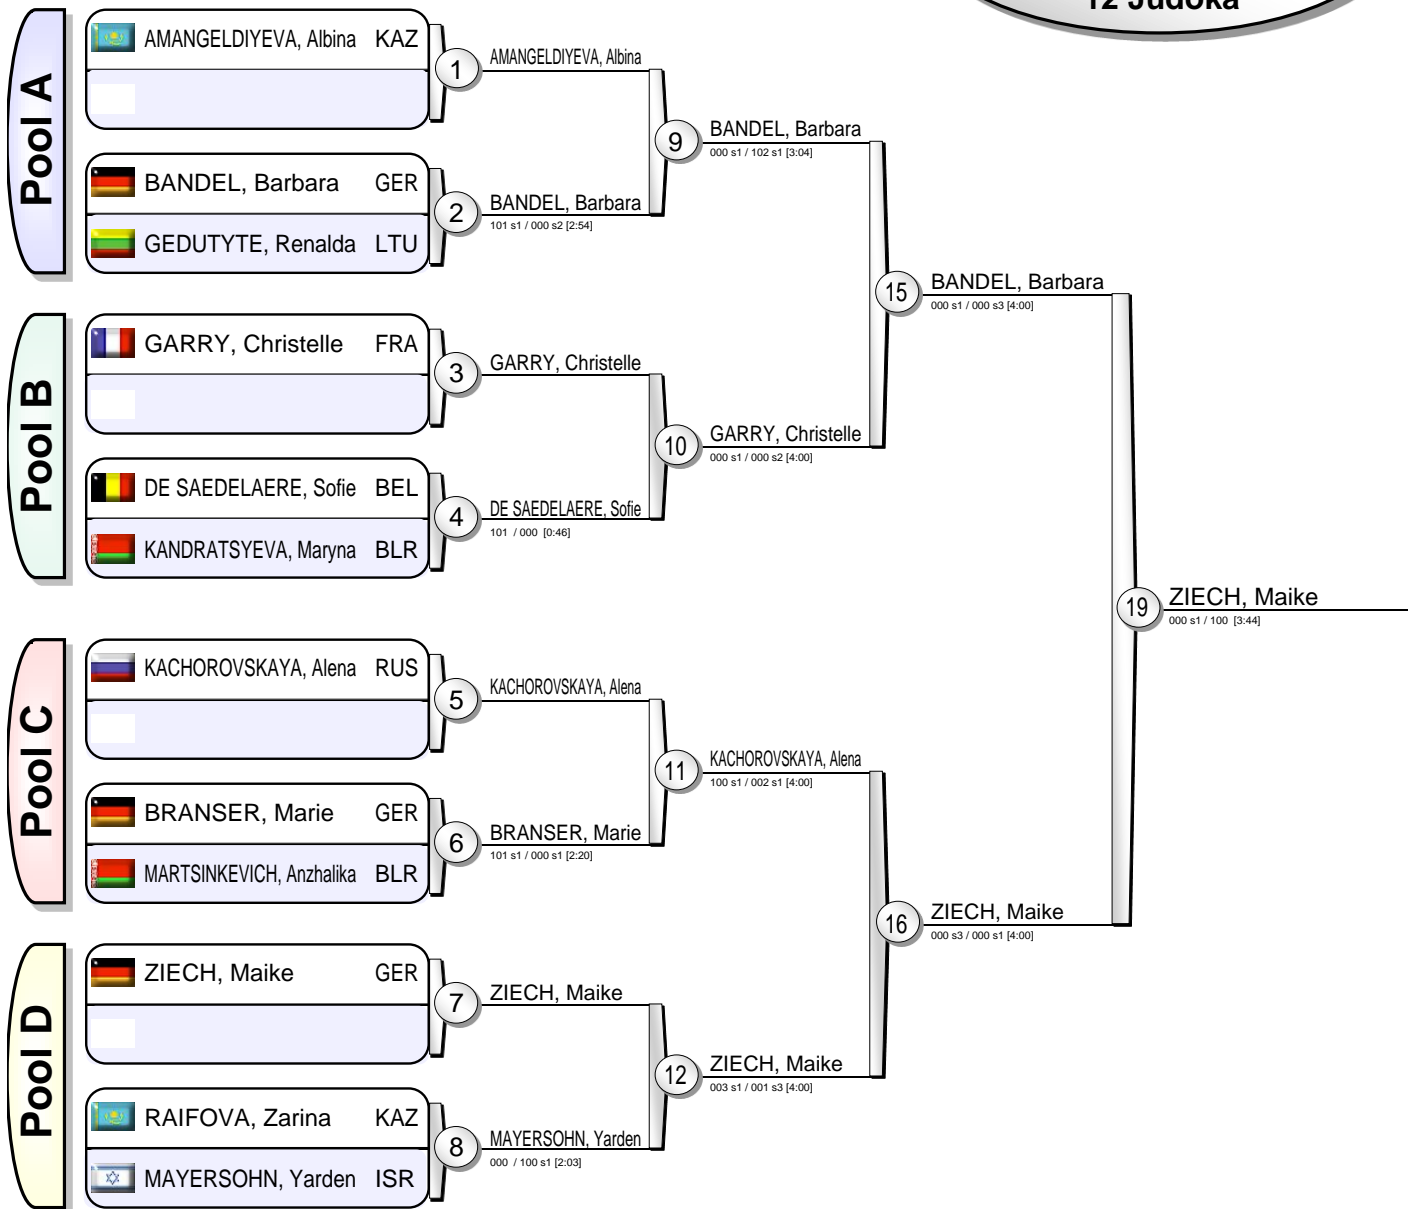 12 Judoka
Pool A
AMANGELDIYEVA, Albina KAZ
BANDEL, Barbara GER
GEDUTYTE, Renalda LTU
Pool B
GARRY, Christelle FRA
DE SAEDELAERE, Sofie BEL
KANDRATSYEVA, Maryna BLR
Pool C
KACHOROVSKAYA, Alena RUS
BRANSER, Marie GER
MARTSINKEVICH, Anzhalika BLR
Pool D
ZIECH, Maike GER
RAIFOVA, Zarina KAZ
MAYERSOHN, Yarden ISR
1
AMANGELDIYEVA, Albina
2
BANDEL, Barbara
101 s1 / 000 s2 [2:54]
3
GARRY, Christelle
4
DE SAEDELAERE, Sofie
101 / 000 [0:46]
5
KACHOROVSKAYA, Alena
6
BRANSER, Marie
101 s1 / 000 s1 [2:20]
7
ZIECH, Maike
8
MAYERSOHN, Yarden
000 / 100 s1 [2:03]
9
BANDEL, Barbara
000 s1 / 102 s1 [3:04]
10
GARRY, Christelle
000 s1 / 000 s2 [4:00]
11
KACHOROVSKAYA, Alena
100 s1 / 002 s1 [4:00]
12
ZIECH, Maike
003 s1 / 001 s3 [4:00]
15
BANDEL, Barbara
000 s1 / 000 s3 [4:00]
16
ZIECH, Maike
000 s3 / 000 s1 [4:00]
19
ZIECH, Maike
000 s1 / 100 [3:44]